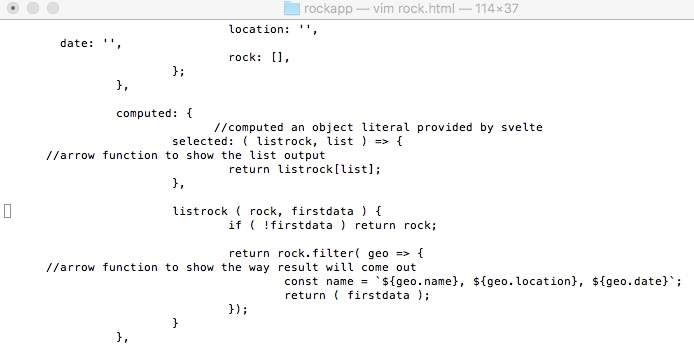 rockapp — vim rock.html — 114×37
location: '',
date: '',
rock: [],
};
},
computed: {
//computed an object literal provided by svelte
selected: ( listrock, list ) => {
//arrow function to show the list output
return listrock[list];
},
listrock ( rock, firstdata ) {
if ( !firstdata ) return rock;
return rock.filter( geo => {
//arrow function to show the way result will come out
const name = `${geo.name}, ${geo.location}, ${geo.date}`;
return ( firstdata );
});
}
},